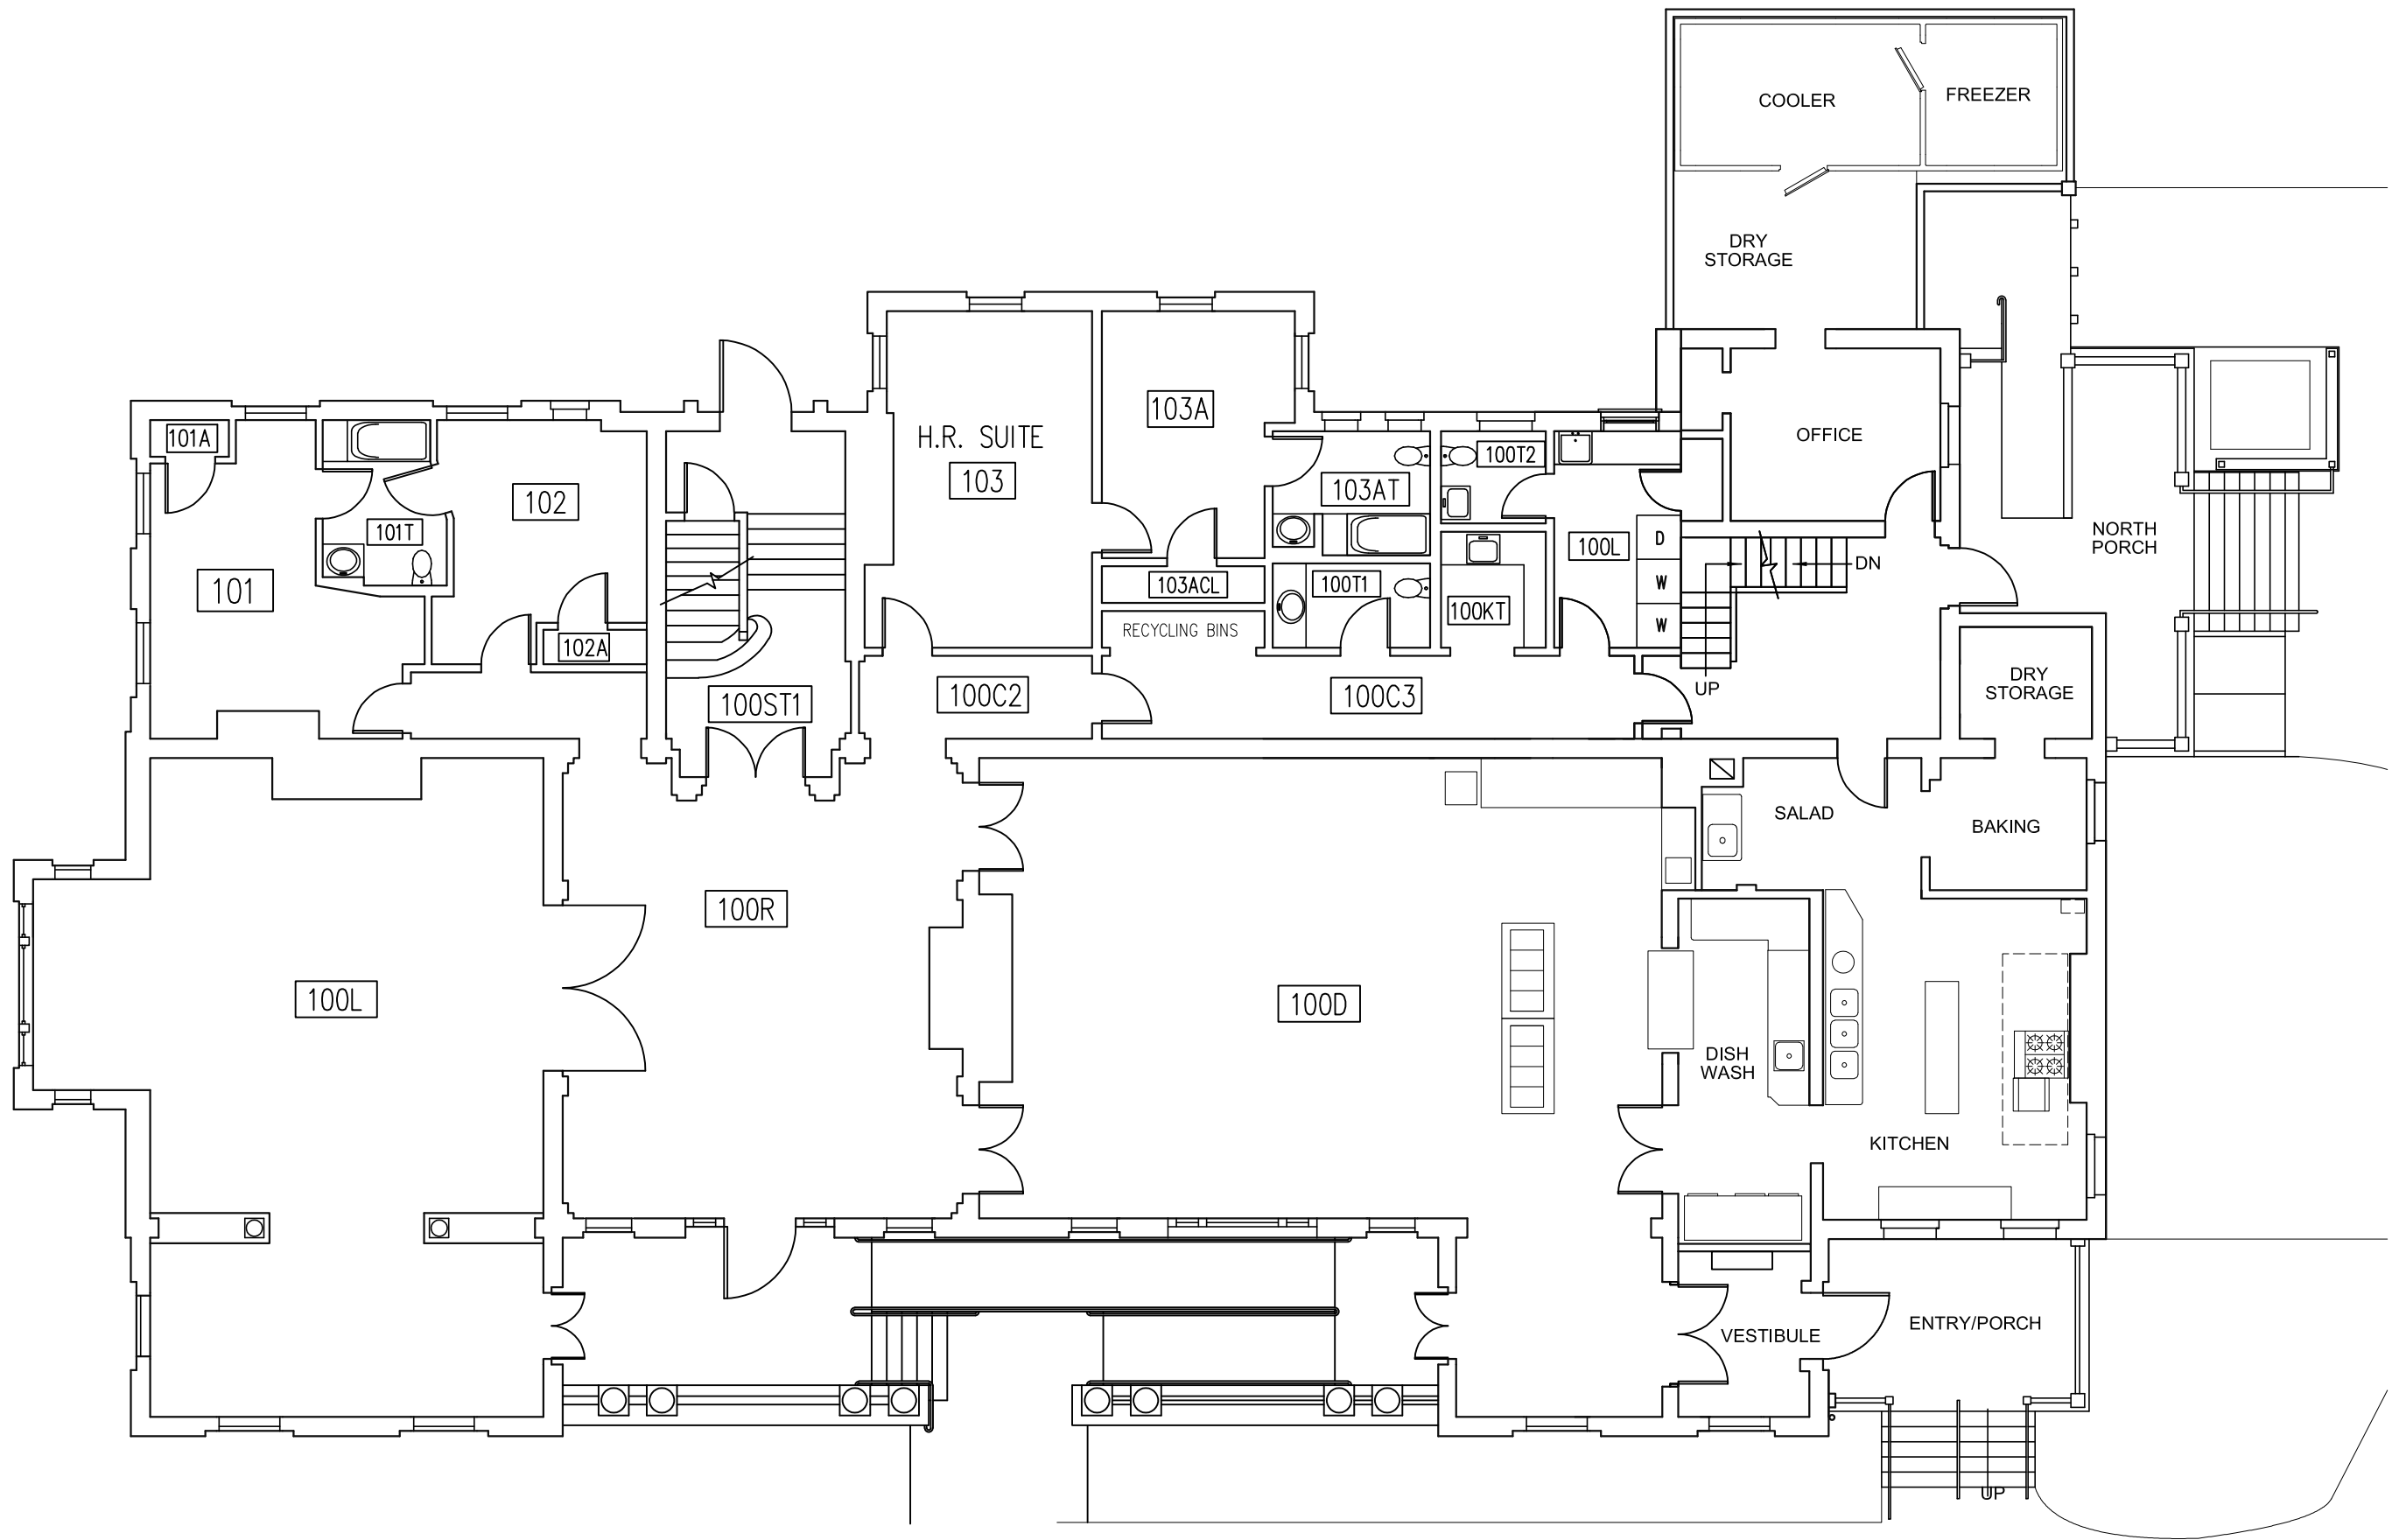 COOLER
FREEZER
DRY
STORAGE
103A
101A
H.R. SUITE
103
OFFICE
100T2
103AT
102
101T
NORTH
PORCH
D
100L
DN
W
103ACL
100T1
101
100KT
W
RECYCLING BINS
102A
DRY
STORAGE
UP
100C2
100C3
100ST1
SALAD
BAKING
100R
100L
100D
DISH
WASH
KITCHEN
ENTRY/PORCH
VESTIBULE
UP